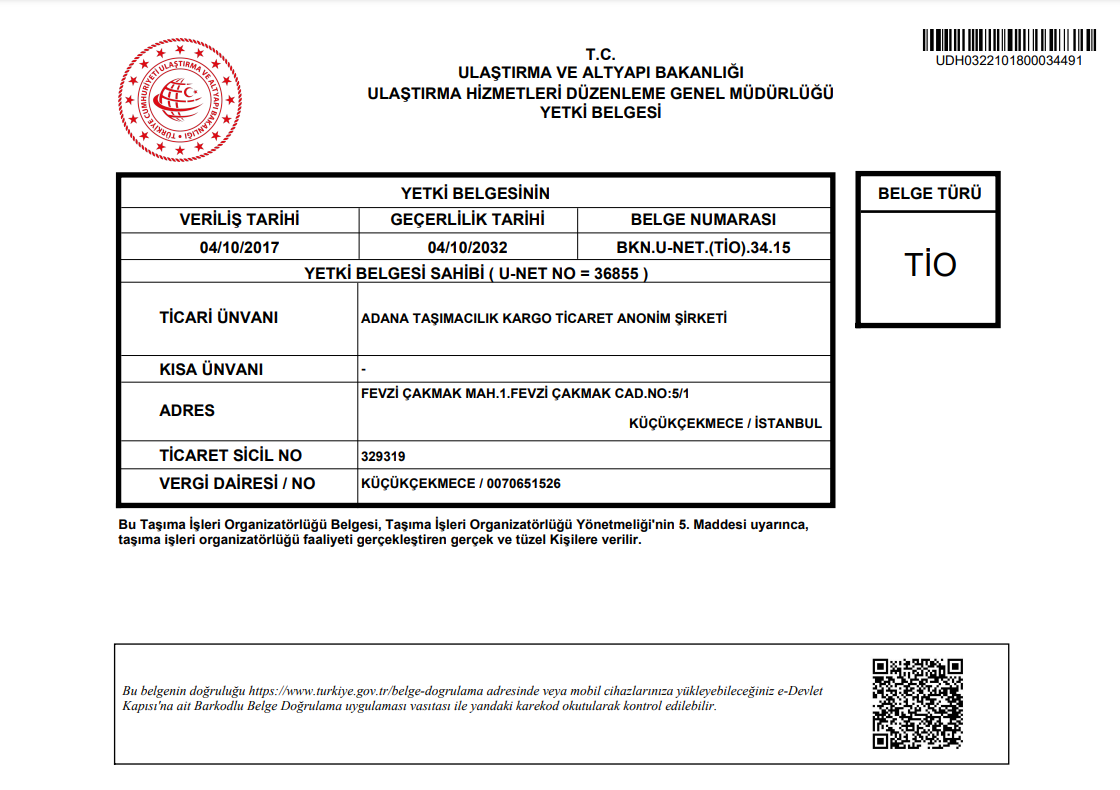 TÜRKİYE CUMHURİYETİ ULAŞTIRMA VE ALTYAPI BAKANLIĞI
T.C.
ULAŞTIRMA VE ALTYAPI BAKANLIĞI
ULAŞTIRMA HİZMETLERİ DÜZENLEME GENEL MÜDÜRLÜĞÜ
YETKİ BELGESİ
UDH0322101800034491
YETKİ BELGESİNİN
VERİLİŞ TARİHİ GEÇERLİLİK TARİHİ BELGE NUMARASI
04/10/2017 04/10/2032 BKN.U-NET.(TİO).34.15
YETKİ BELGESİ SAHİBİ ( U-NET NO = 36855 )
TİCARİ ÜNVANI ADANA TAŞIMACILIK KARGO TİCARET ANONİM ŞİRKETİ
KISA ÜNVANI -
ADRES FEVZİ ÇAKMAK MAH.1.FEVZİ ÇAKMAK CAD.NO:5/1
KÜÇÜKÇEKMECE / İSTANBUL
TİCARET SİCİL NO 329319
VERGİ DAİRESİ / NO KÜÇÜKÇEKMECE / 0070651526
BELGE TÜRÜ
TİO
Bu Taşıma İşleri Organizatörlüğü Belgesi, Taşıma İşleri Organizatörlüğü Yönetmeliği'nin 5. Maddesi uyarınca,
taşıma işleri organizatörlüğü faaliyeti gerçekleştiren gerçek ve tüzel Kişilere verilir.
Bu belgenin doğruluğu https://www.turkiye.gov.tr/belge-dogrulama adresinde veya mobil cihazlarınıza yükleyebileceğiniz e-Devlet
Kapısı'na ait Barkodlu Belge Doğrulama uygulaması vasıtası ile yandaki karekod okutularak kontrol edilebilir.